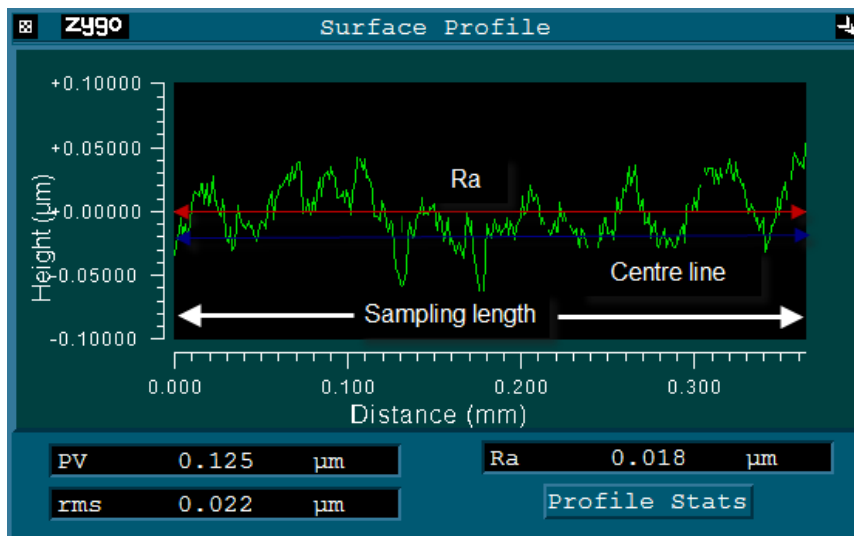 zygo Surface Profile
+0.10000
+0.05000
+0.00000
-0.05000
-0.10000
Height (µm)
Ra
Centre line
Sampling length
0.000 0.100 0.200 0.300
Distance (mm)
PV 0.125 µm
Ra 0.018 µm
rms 0.022 µm
Profile Stats